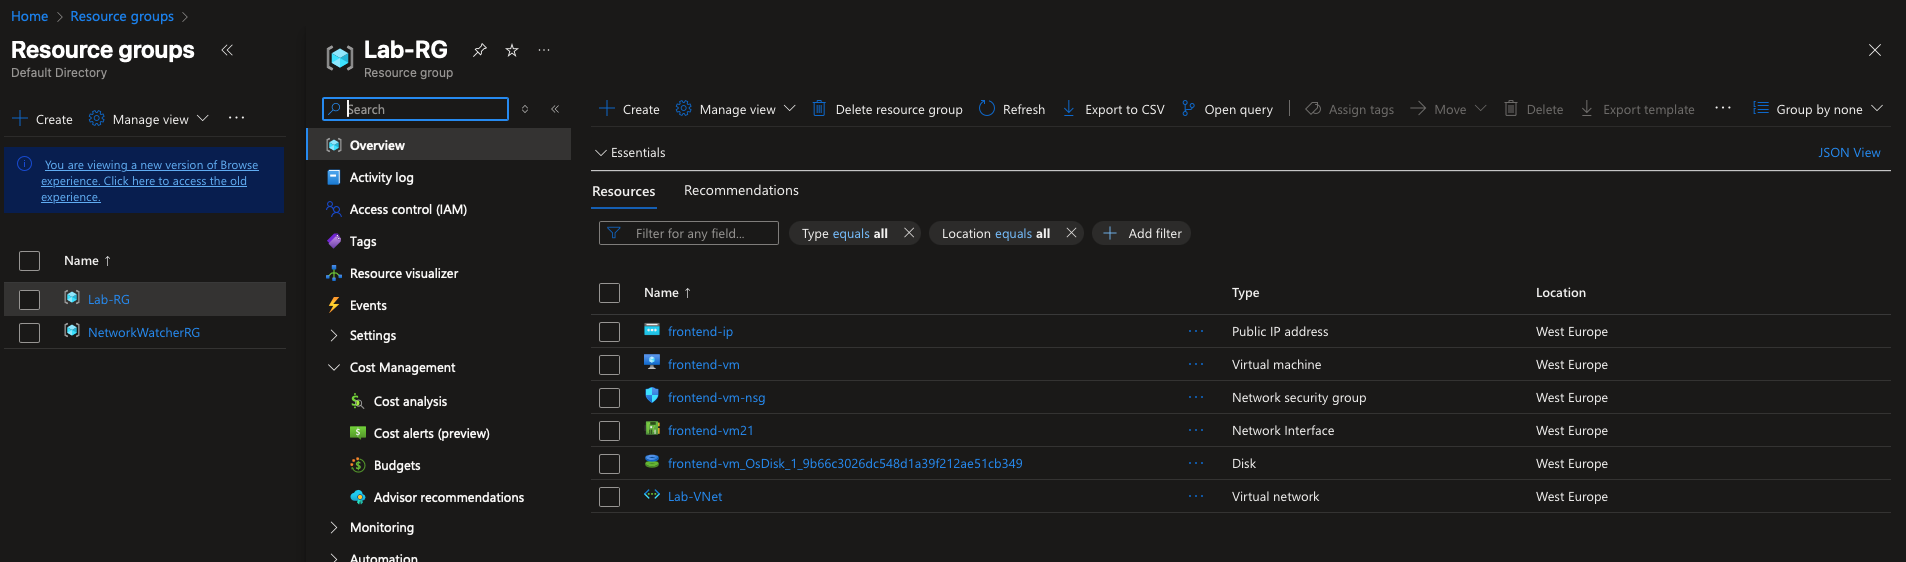 Home > Resource groups >
Resource groups
Default Directory
Create
Manage view
You are viewing a new version of Browse
experience. Click here to access the old
experience.
Name ↑
Lab-RG
NetworkWatcherRG
Lab-RG
Resource group
Search
Overview
Activity log
Access control (IAM)
Tags
Resource visualizer
Events
Settings
Cost Management
Cost analysis
Cost alerts (preview)
Budgets
Advisor recommendations
Monitoring
Automation
Create Manage view Delete resource group Refresh Export to CSV Open query Assign tags Move Delete Export template Group by none
Essentials
JSON View
Resources Recommendations
Filter for any field... Type equals all Location equals all Add filter
Name ↑ Type Location
frontend-ip Public IP address West Europe
frontend-vm Virtual machine West Europe
frontend-vm-nsg Network security group West Europe
frontend-vm21 Network Interface West Europe
frontend-vm_OsDisk_1_9b66c3026dc548d1a39f212ae51cb349 Disk West Europe
Lab-VNet Virtual network West Europe